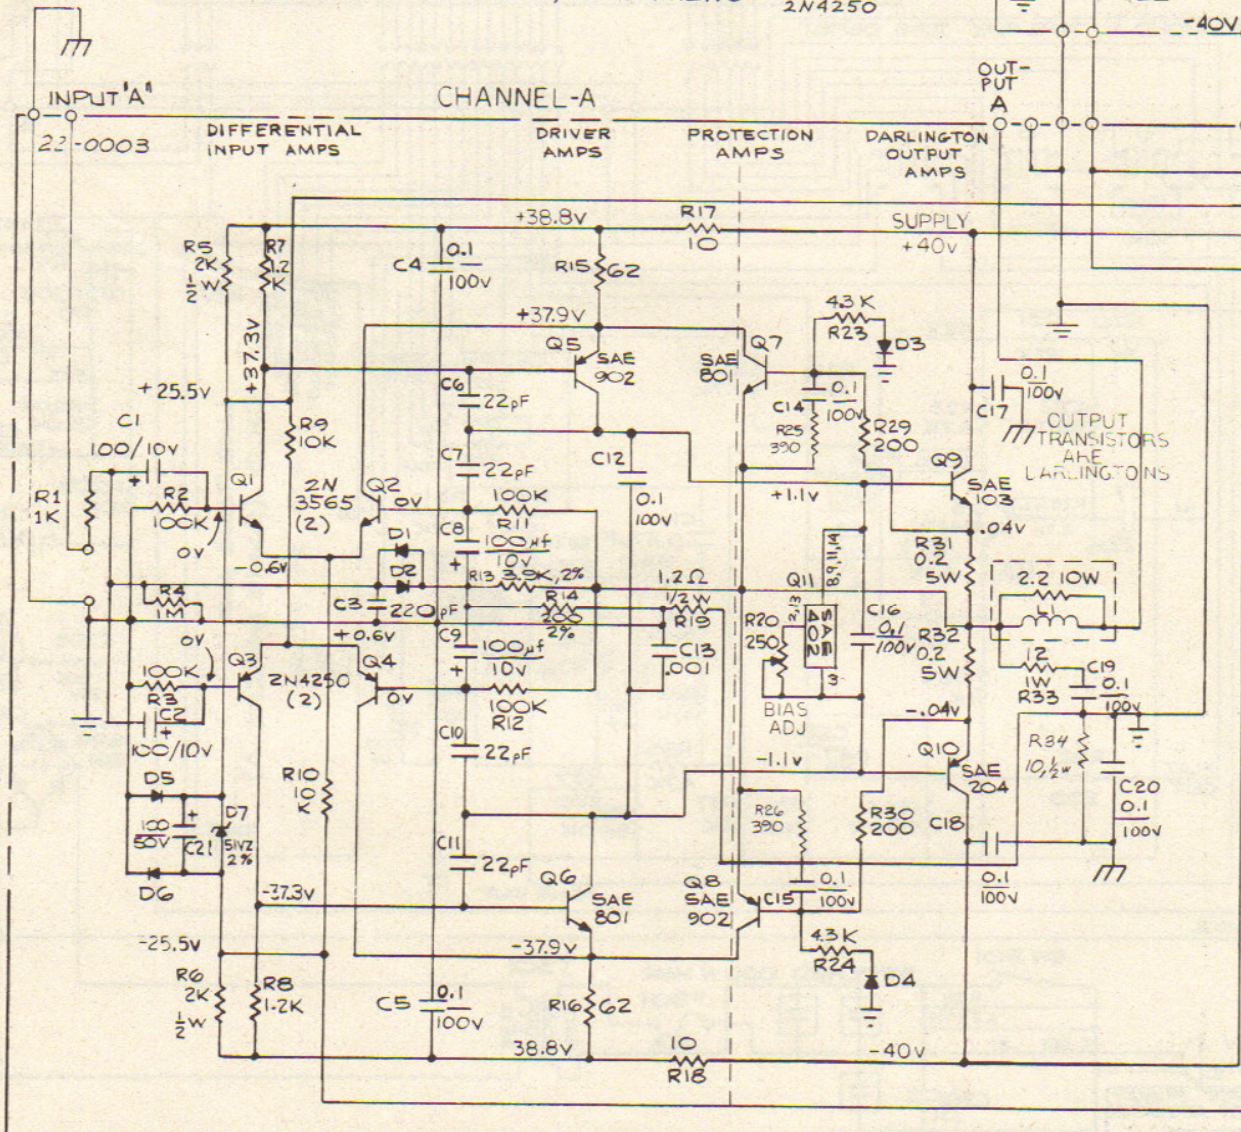 2N4250
-40V
INPUT "A"
CHANNEL-A
OUT-
PUT
A
22-0003
DIFFERENTIAL
INPUT AMPS
DRIVER
AMPS
PROTECTION
AMPS
DARLINGTON
OUTPUT
AMPS
+38.8V
R17
10
SUPPLY
+40V
R5
2K
½W
R7
1.2
K
C4
0.1
100V
R15
62
+37.3V
+37.9V
4.3K
R23
D3
Q5
SAE
902
Q7
SAE
801
+25.5V
C6
22pF
C14
0.1
100V
R25
390
R29
200
0.1
100V
C17
OUTPUT
TRANSISTORS
ARE
DARLINGTONS
C1
100/10V
+
R9
10K
C7
22pF
C12
0.1
100V
Q9
SAE
103
R1
1K
R2
100K
Q1
2N
3565
(2)
Q2
0V
100K
R11
+1.1V
.04V
0V
-0.6V
D1
D2
C8
100µf
10V
+
R31
0.2
5W
2.2 10W
L1
R4
1M
C3
220pF
R13
3.9K, 2%
R14
200
2%
1.2Ω
1/2W
R19
Q11
8,9,11,14
2,13
SAE
402
3
R20
250
BIAS
ADJ
C16
0.1
100V
R32
0.2
5W
0V
+0.6V
C9
100µf
10V
+
C13
.001
12
1W
R33
C19
0.1
100V
100K
R3
Q3
2N4250
(2)
Q4
0V
100K
R12
-.04V
C2
+
100/10V
C10
22pF
-1.1V
Q10
SAE
204
R34
10,½W
C20
0.1
100V
D5
100
50V
+
C21
D7
51VZ
2%
D6
R10
10
K
R26
390
R30
200
C18
0.1
100V
C11
22pF
-37.3V
Q6
SAE
801
Q8
SAE
902
C15
0.1
100V
-25.5V
-37.9V
4.3K
R24
D4
R6
2K
½W
R8
1.2K
C5
0.1
100V
R16
62
38.8V
10
R18
-40V